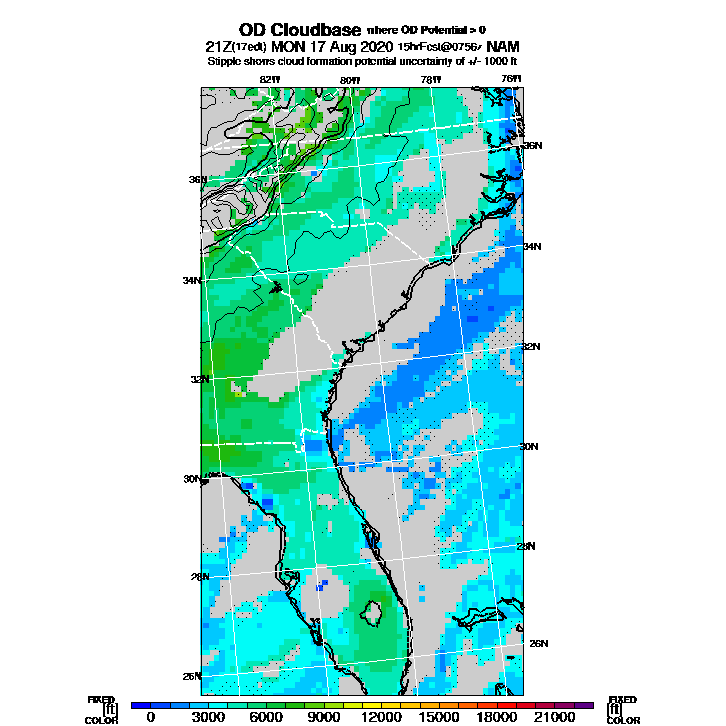 OD Cloudbase where OD Potential > 0
21Z(17edt) MON 17 Aug 2020 15hrFcst@0756z NAM
Stipple shows cloud formation potential uncertainty of +/- 1000 ft
82W 80W 78W 76W
36N 36N
34N 34N
32N 32N
30N 30N
28N 28N
26N 26N
FIXED [ft] COLOR
0 3000 6000 9000 12000 15000 18000 21000
FIXED [ft] COLOR